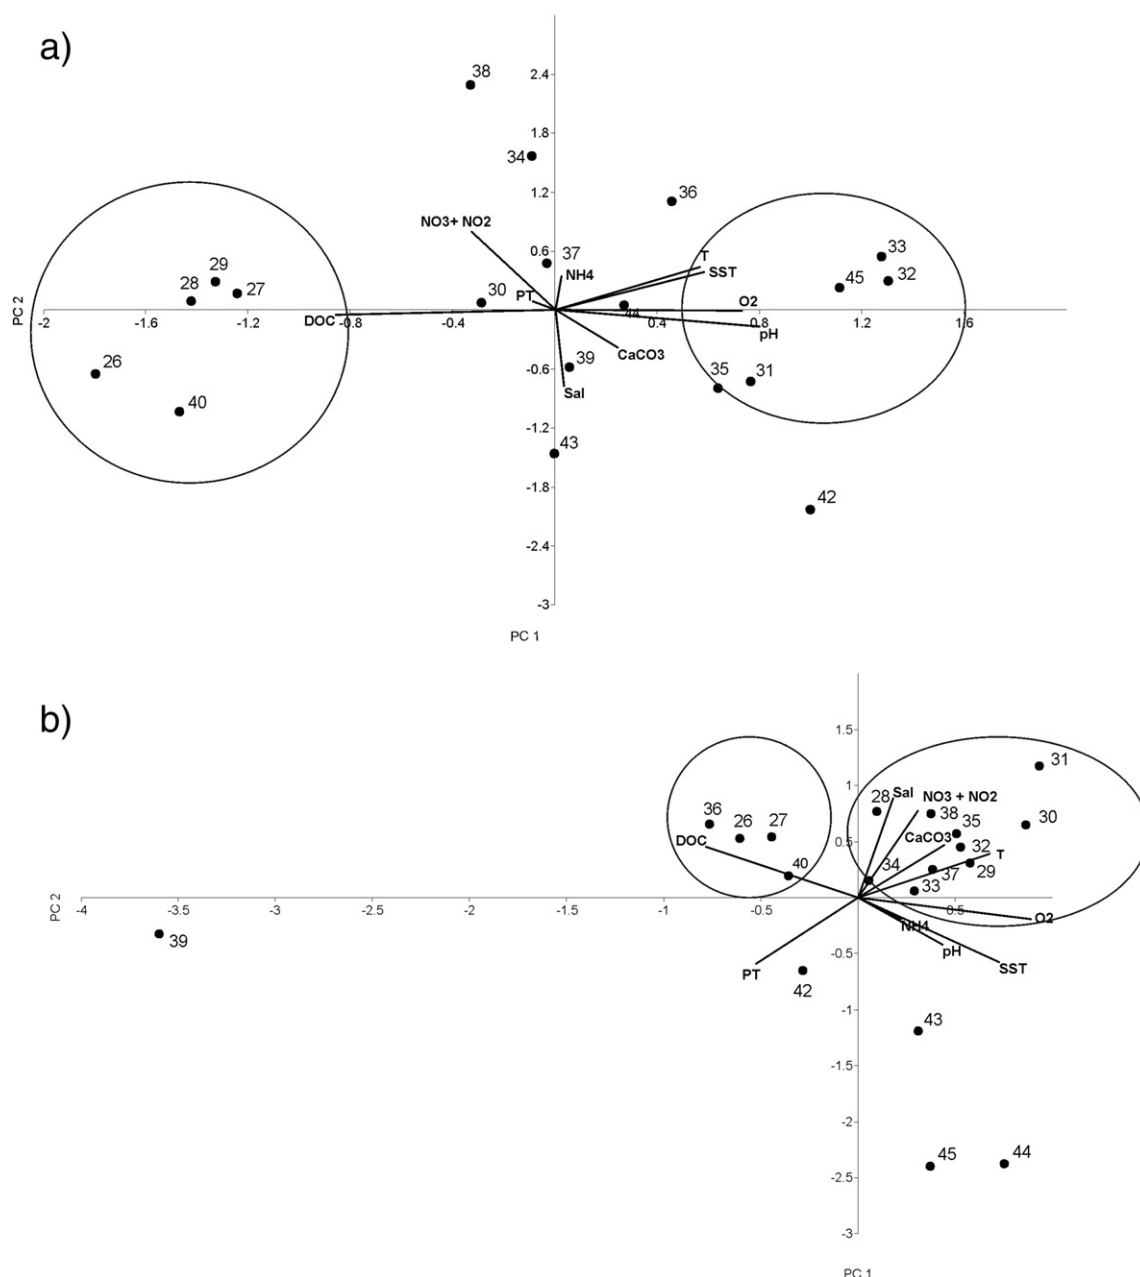 a)
38
2.4
1.8
34
1.2
36
NO3+ NO2
0.6
37
T
33
29
NH4
SST
45
32
28
27
30
PT
O2
PC 2
-2
-1.6
-1.2
-0.8
-0.4
0.4
0.8
1.2
1.6
DOC
44
pH
39
CaCO3
26
-0.6
35
31
Sal
40
-1.2
43
-1.8
42
-2.4
-3
PC 1
b)
1.5
31
1
28
Sal
NO3 + NO2
36
26
27
38
35
30
DOC
0.5
CaCO3
32
T
40
34
37
29
33
PC 2
-4
-3.5
-3
-2.5
-2
-1.5
-1
-0.5
0.5
39
NH4
O2
-0.5
pH
PT
SST
42
-1
43
-1.5
-2
45
44
-2.5
-3
PC 1